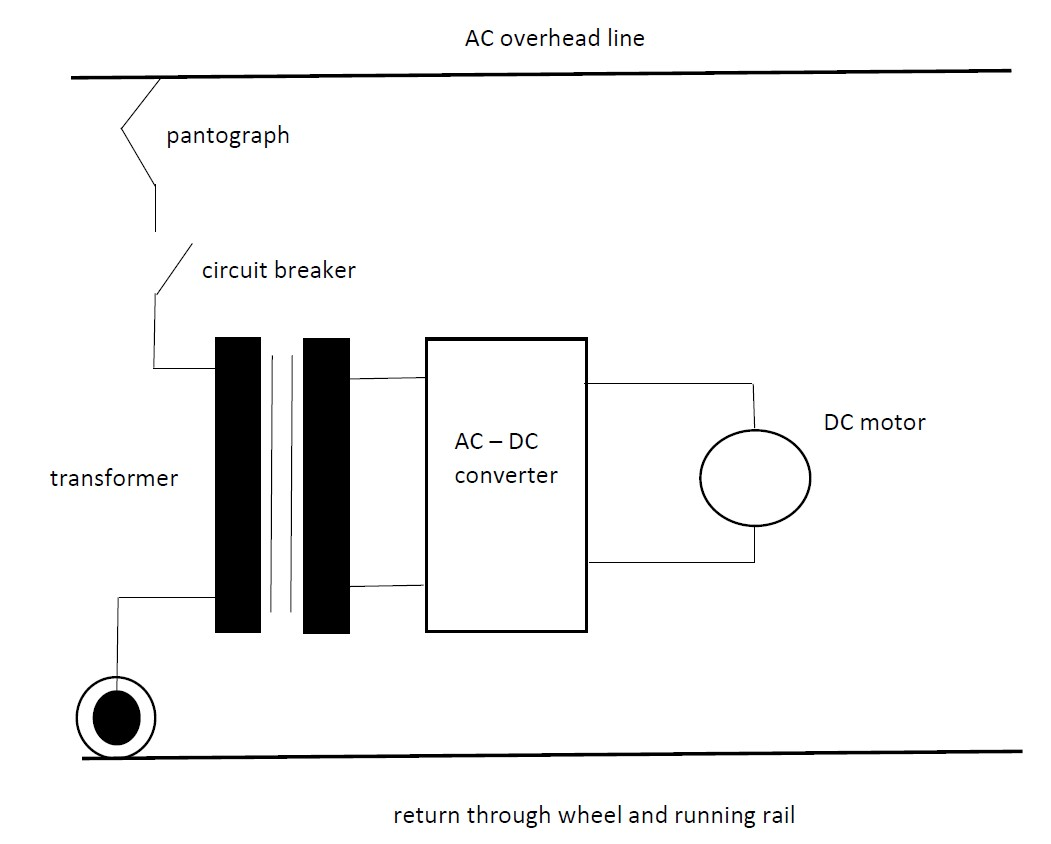 AC overhead line
pantograph
circuit breaker
DC motor
AC – DC
converter
transformer
return through wheel and running rail